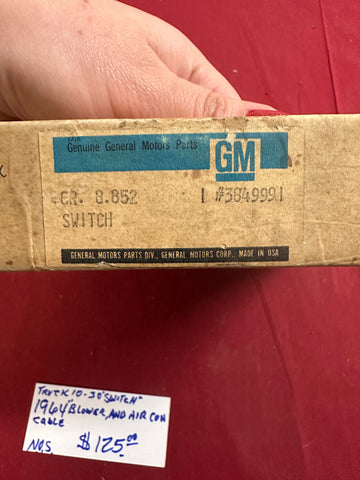 Genuine General Motors Parts
GM
GR. 8.852 1 #3849991
SWITCH
GENERAL MOTORS PARTS DIV., GENERAL MOTORS CORP., MADE IN USA
TRUCK 10-30 "SWITCH"
1964 "BLOWER, AND AIR CON
CABLE
NOS. $125.00